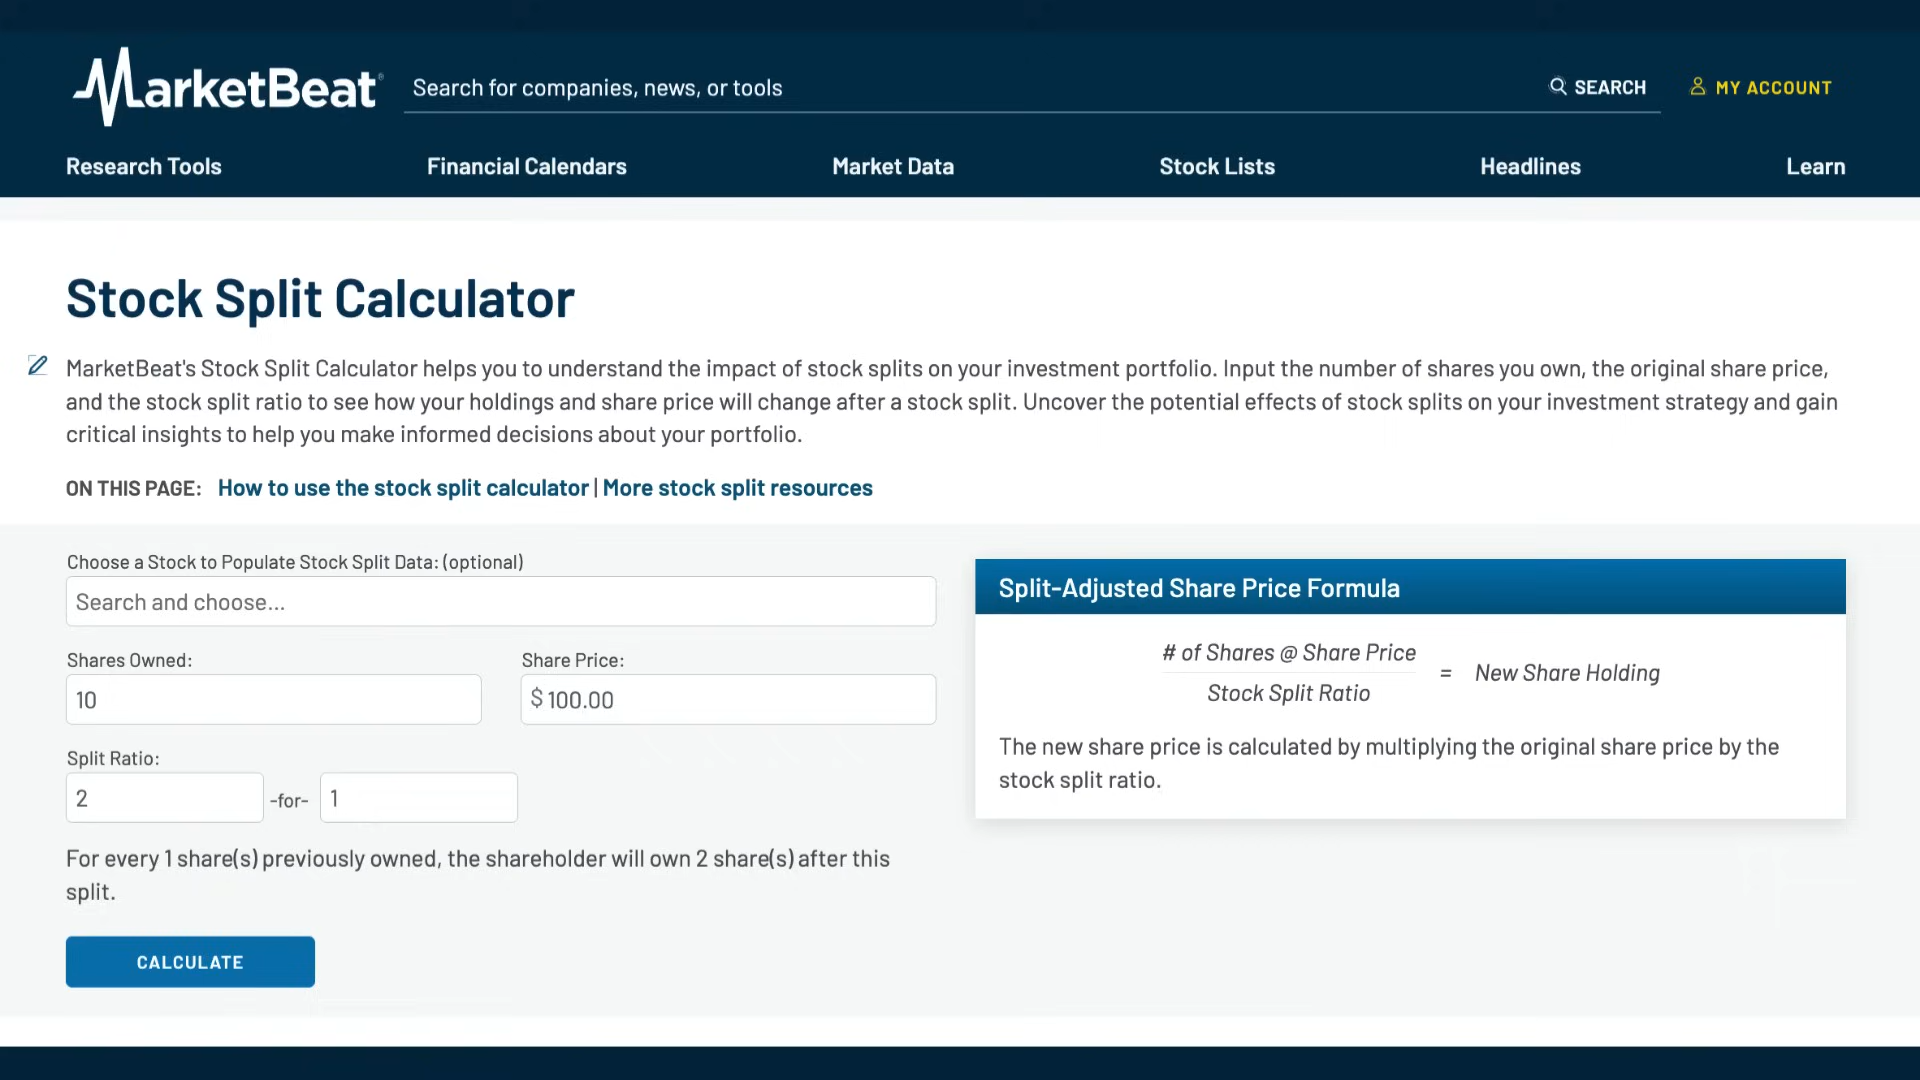 MarketBeat®
Search for companies, news, or tools
SEARCH
MY ACCOUNT
Research Tools
Financial Calendars
Market Data
Stock Lists
Headlines
Learn
Stock Split Calculator
MarketBeat's Stock Split Calculator helps you to understand the impact of stock splits on your investment portfolio. Input the number of shares you own, the original share price,
and the stock split ratio to see how your holdings and share price will change after a stock split. Uncover the potential effects of stock splits on your investment strategy and gain
critical insights to help you make informed decisions about your portfolio.
ON THIS PAGE: How to use the stock split calculator | More stock split resources
Choose a Stock to Populate Stock Split Data: (optional)
Search and choose...
Shares Owned:
Share Price:
10
$ 100.00
Split Ratio:
2 -for- 1
For every 1 share(s) previously owned, the shareholder will own 2 share(s) after this
split.
CALCULATE
Split-Adjusted Share Price Formula
# of Shares @ Share Price
= New Share Holding
Stock Split Ratio
The new share price is calculated by multiplying the original share price by the
stock split ratio.